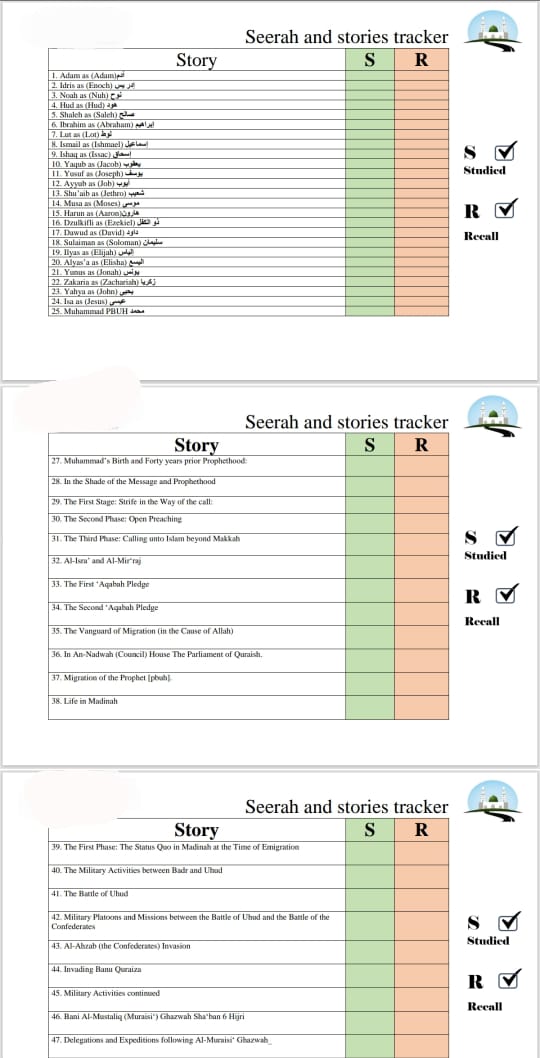 Seerah and stories tracker
Story S R
1. Adam as (Adam)آدم
2. Idris as (Enoch) إدريس
3. Noah as (Nuh) نوح
4. Hud as (Hud) هود
5. Shaleh as (Saleh) صالح
6. Ibrahim as (Abraham) إبراهيم
7. Lut as (Lot) لوط
8. Ismail as (Ishmael) إسماعيل
9. Ishaq as (Issac) إسحاق
10. Yaqub as (Jacob) يعقوب
11. Yusuf as (Joseph) يوسف
12. Ayyub as (Job) أيوب
13. Shu'aib as (Jethro) شعيب
14. Musa as (Moses) موسى
15. Harun as (Aaron)هارون
16. Dzulkifli as (Ezekiel) ذو الكفل
17. Dawud as (David) داود
18. Sulaiman as (Soloman) سليمان
19. Ilyas as (Elijah) إلياس
20. Alyas'a as (Elisha) اليسع
21. Yunus as (Jonah) يونس
22. Zakaria as (Zachariah) زكريا
23. Yahya as (John) يحيى
24. Isa as (Jesus) عيسى
25. Muhammad PBUH محمد
S
Studied
R
Recall
Seerah and stories tracker
Story S R
27. Muhammad's Birth and Forty years prior Prophethood:
28. In the Shade of the Message and Prophethood
29. The First Stage: Strife in the Way of the call:
30. The Second Phase: Open Preaching
31. The Third Phase: Calling unto Islam beyond Makkah
32. Al-Isra' and Al-Mir'raj
33. The First 'Aqabah Pledge
34. The Second 'Aqabah Pledge
35. The Vanguard of Migration (in the Cause of Allah)
36. In An-Nadwah (Council) House The Parliament of Quraish.
37. Migration of the Prophet [pbuh].
38. Life in Madinah
S
Studied
R
Recall
Seerah and stories tracker
Story S R
39. The First Phase: The Status Quo in Madinah at the Time of Emigration
40. The Military Activities between Badr and Uhud
41. The Battle of Uhud
42. Military Platoons and Missions between the Battle of Uhud and the Battle of the
Confederates
43. Al-Ahzab (the Confederates) Invasion
44. Invading Banu Quraiza
45. Military Activities continued
46. Bani Al-Mustaliq (Muraisi') Ghazwah Sha'ban 6 Hijri
47. Delegations and Expeditions following Al-Muraisi' Ghazwah_
S
Studied
R
Recall